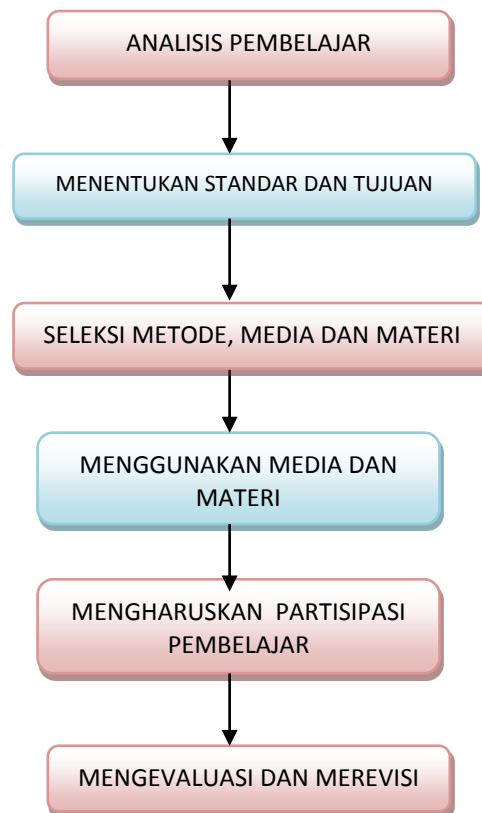 ANALISIS PEMBELAJAR
MENENTUKAN STANDAR DAN TUJUAN
SELEKSI METODE, MEDIA DAN MATERI
MENGGUNAKAN MEDIA DAN
MATERI
MENGHARUSKAN PARTISIPASI
PEMBELAJAR
MENGEVALUASI DAN MEREVISI